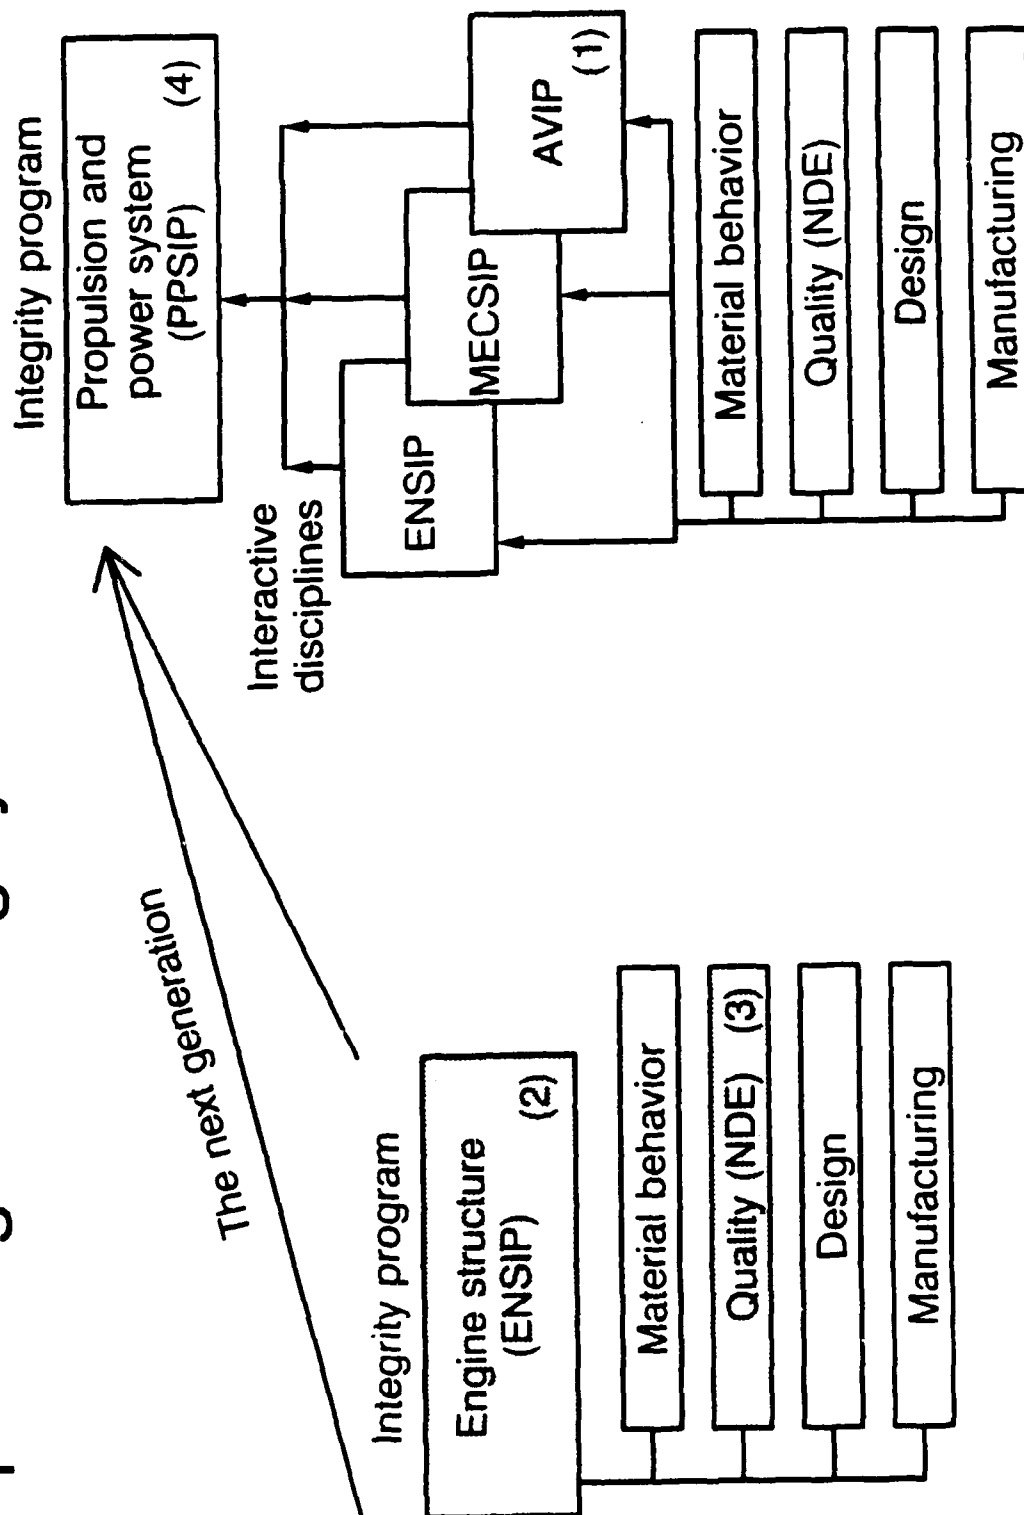 The next generation
Integrity program
Engine structure
(ENSIP)
(2)
Material behavior
Quality (NDE) (3)
Design
Manufacturing
Integrity program
Propulsion and
power system
(PPSIP)
(4)
Interactive
disciplines
ENSIP
MECSIP
AVIP
(1)
Material behavior
Quality (NDE)
Design
Manufacturing